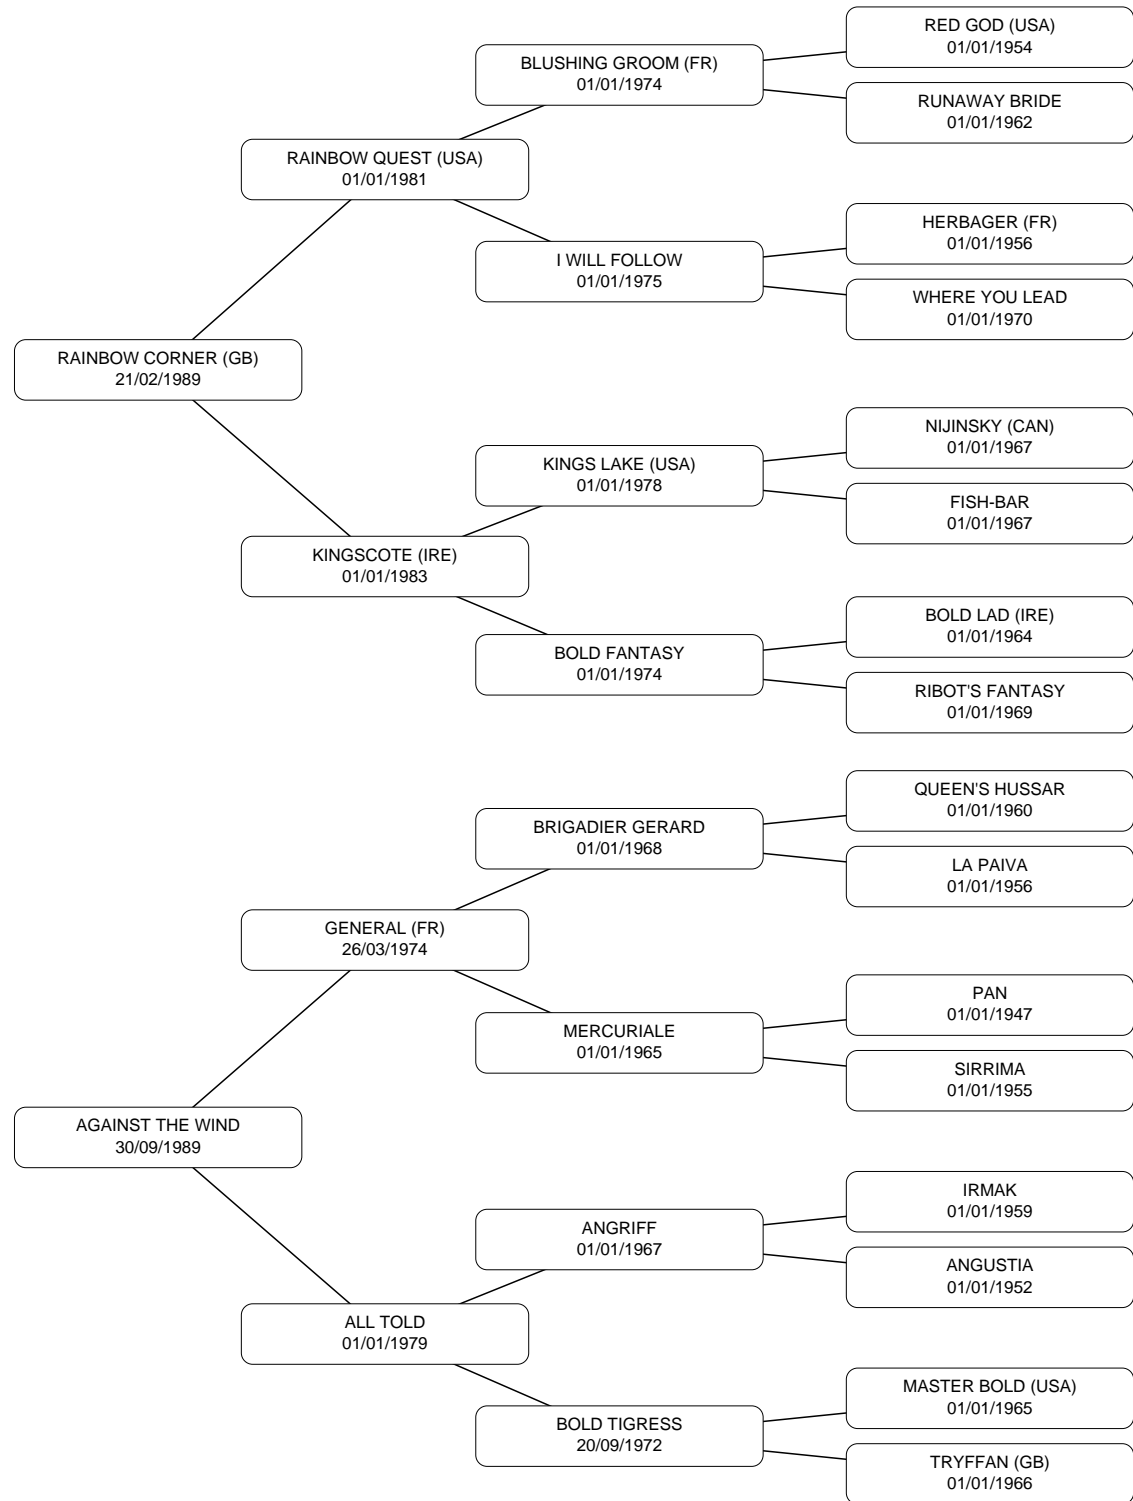 RED GOD (USA)
01/01/1954
BLUSHING GROOM (FR)
01/01/1974
RUNAWAY BRIDE
01/01/1962
RAINBOW QUEST (USA)
01/01/1981
HERBAGER (FR)
01/01/1956
I WILL FOLLOW
01/01/1975
WHERE YOU LEAD
01/01/1970
RAINBOW CORNER (GB)
21/02/1989
NIJINSKY (CAN)
01/01/1967
KINGS LAKE (USA)
01/01/1978
FISH-BAR
01/01/1967
KINGSCOTE (IRE)
01/01/1983
BOLD LAD (IRE)
01/01/1964
BOLD FANTASY
01/01/1974
RIBOT'S FANTASY
01/01/1969
QUEEN'S HUSSAR
01/01/1960
BRIGADIER GERARD
01/01/1968
LA PAIVA
01/01/1956
GENERAL (FR)
26/03/1974
PAN
01/01/1947
MERCURIALE
01/01/1965
SIRRIMA
01/01/1955
AGAINST THE WIND
30/09/1989
IRMAK
01/01/1959
ANGRIFF
01/01/1967
ANGUSTIA
01/01/1952
ALL TOLD
01/01/1979
MASTER BOLD (USA)
01/01/1965
BOLD TIGRESS
20/09/1972
TRYFFAN (GB)
01/01/1966